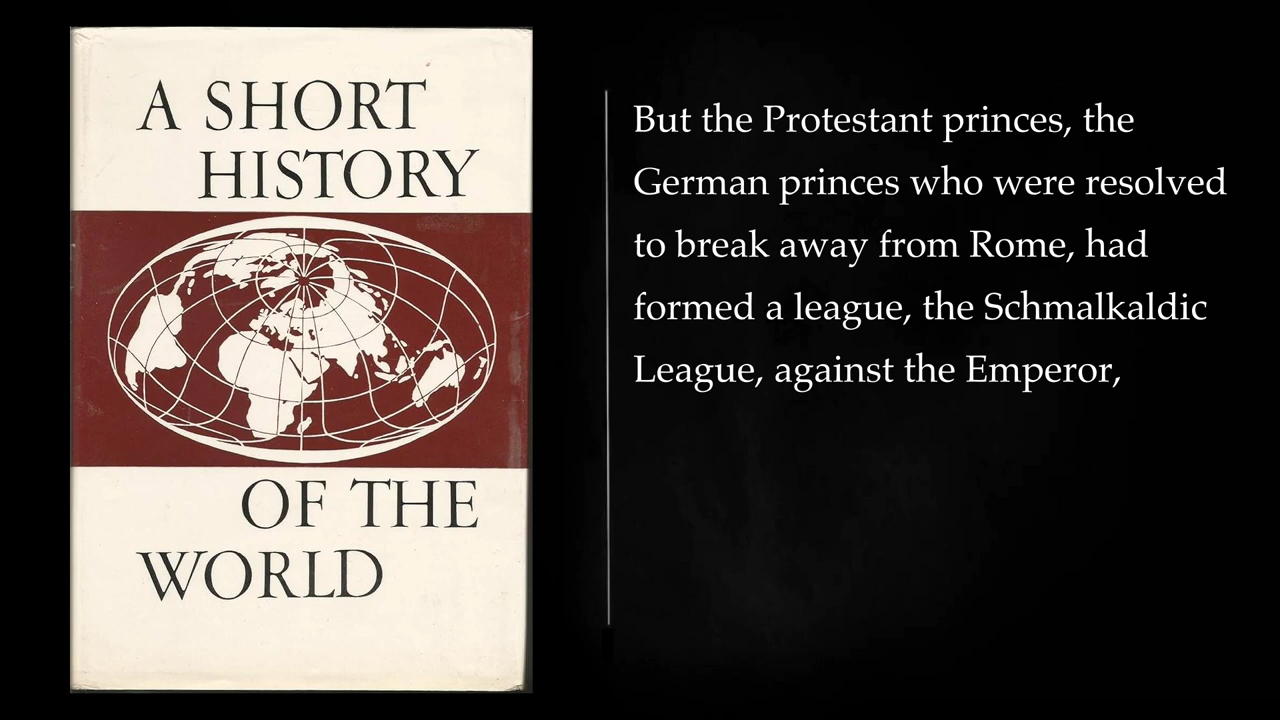 A SHORT
HISTORY
OF THE
WORLD
But the Protestant princes, the
German princes who were resolved
to break away from Rome, had
formed a league, the Schmalkaldic
League, against the Emperor,